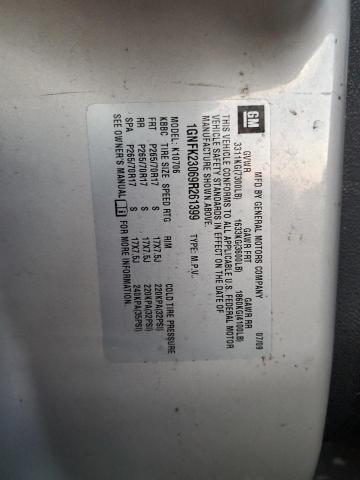 GM
MFD BY GENERAL MOTORS COMPANY 07/09
GVWR GAWR FRT GAWR RR
3311KG(7300LB) 1633KG(3600LB) 1860KG(4100LB)
THIS VEHICLE CONFORMS TO ALL APPLICABLE U.S. FEDERAL MOTOR
VEHICLE SAFETY STANDARDS IN EFFECT ON THE DATE OF
MANUFACTURE SHOWN ABOVE.
1GNFK23069R261399 TYPE: M.P.V.
MODEL: K10706
KBBC TIRE SIZE SPEED RTG RIM COLD TIRE PRESSURE
FRT P265/70R17 S 17X7.5J 220KPA(32PSI)
RR P265/70R17 S 17X7.5J 220KPA(32PSI)
SPA P265/70R17 S 17X7.5J 240KPA(35PSI)
SEE OWNER'S MANUAL